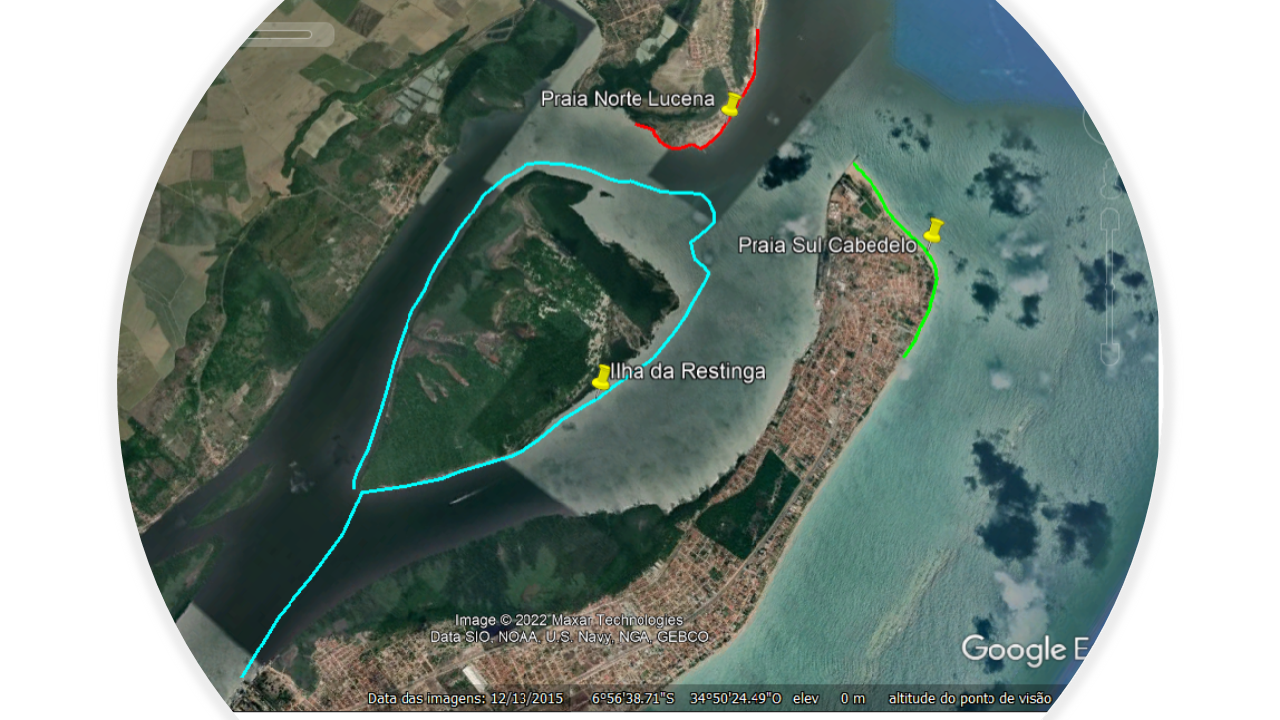 Praia Norte Lucena
Praia Sul Cabedelo
Ilha da Restinga
Image © 2022 Maxar Technologies
Data SIO, NOAA, U.S. Navy, NGA, GEBCO
Google E
Data das imagens: 12/13/2015 6°56'38.71"S 34°50'24.49"O elev 0 m altitude do ponto de visão